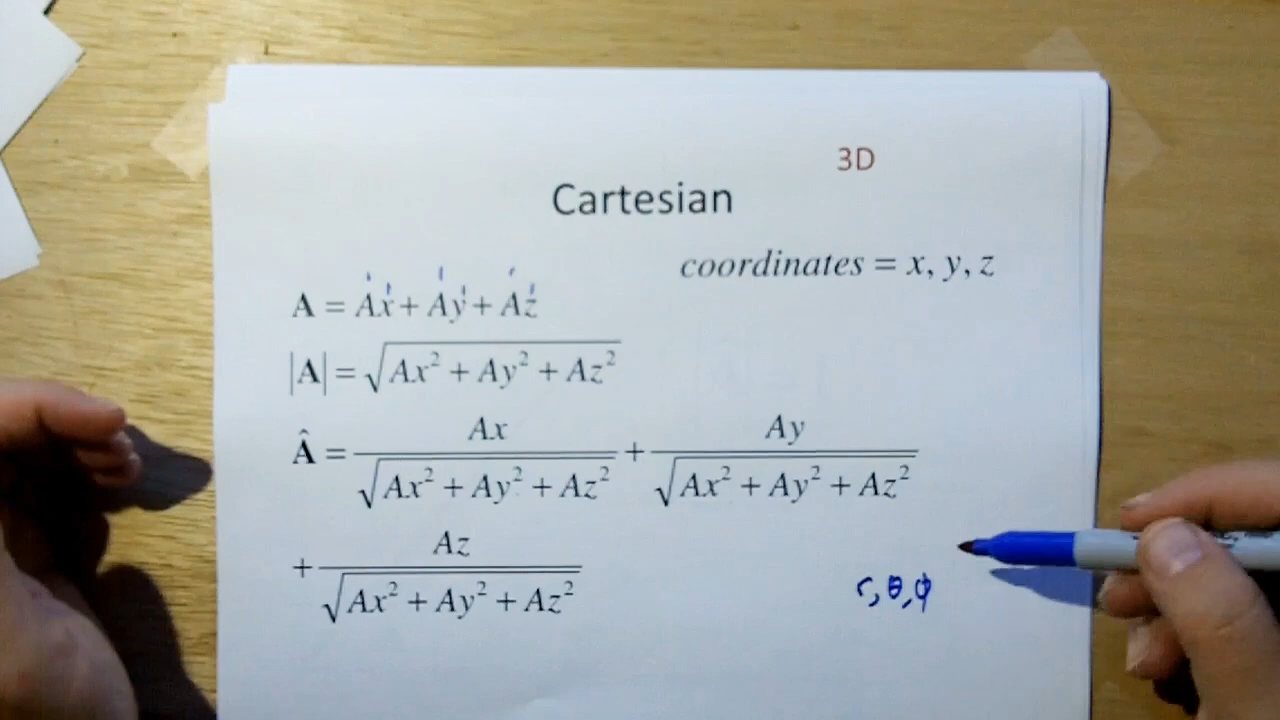 3D
Cartesian
coordinates = x, y, z
A = Ax + Ay + Az
|A| = √(Ax² + Ay² + Az²)
Â = Ax / √(Ax² + Ay² + Az²) + Ay / √(Ax² + Ay² + Az²)
+ Az / √(Ax² + Ay² + Az²)
r, θ, φ